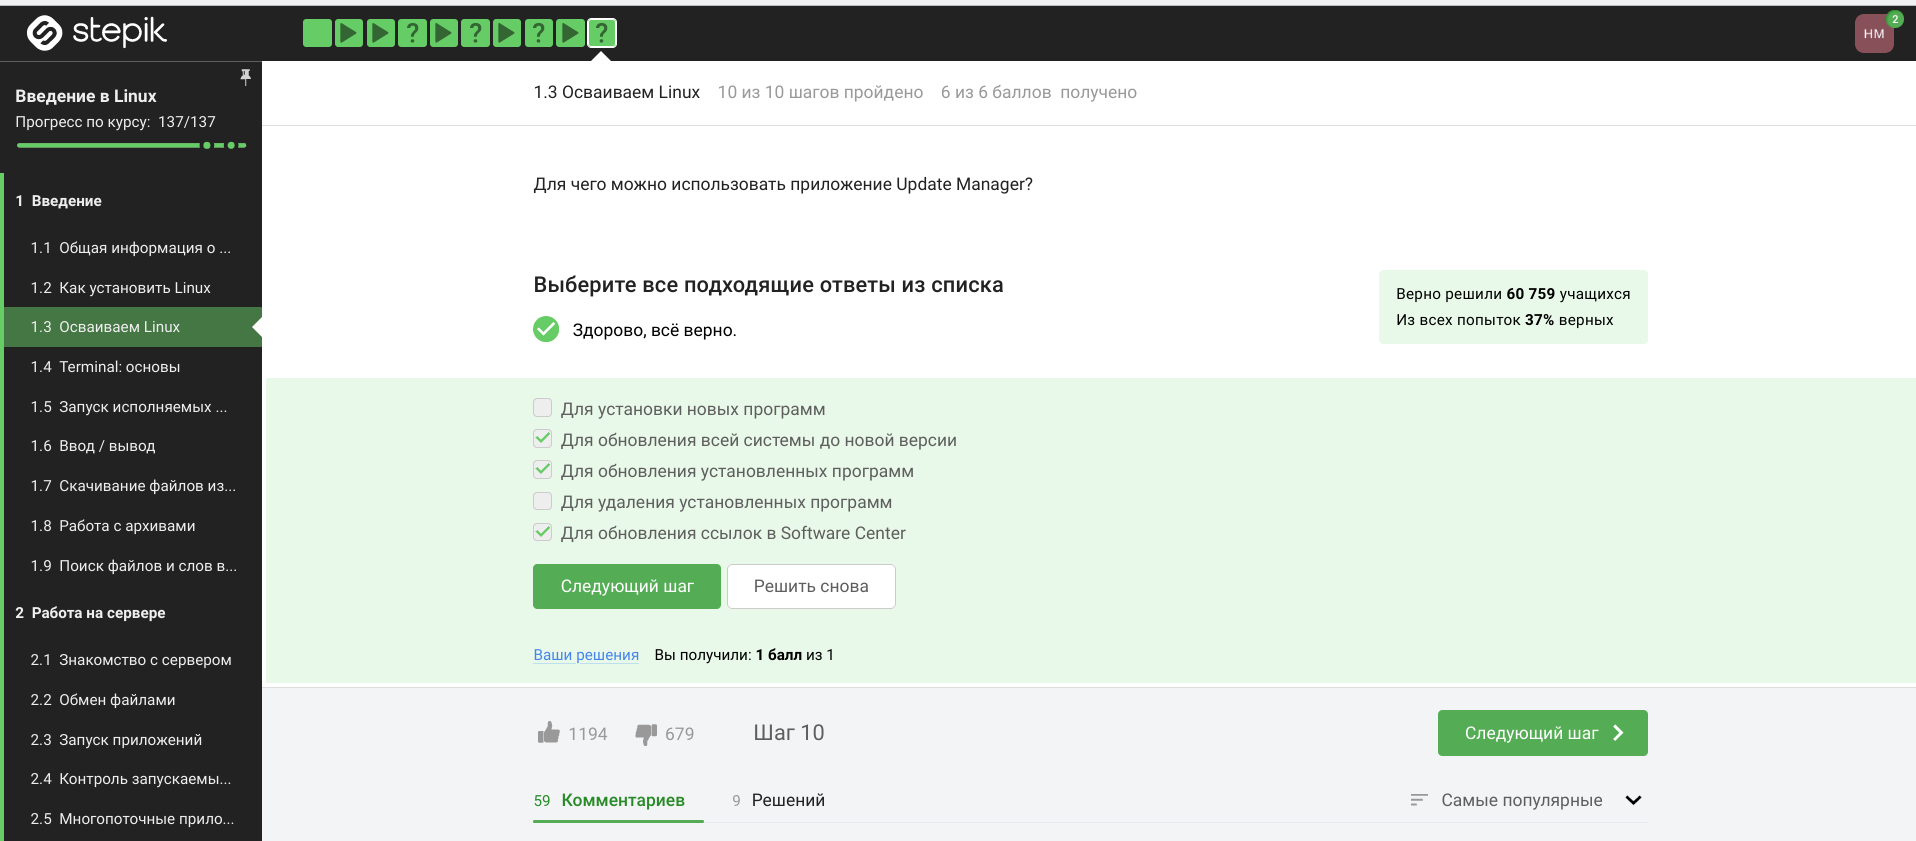 stepik
?
?
?
?
НМ
2
Введение в Linux
Прогресс по курсу: 137/137
1 Введение
1.1 Общая информация о ...
1.2 Как установить Linux
1.3 Осваиваем Linux
1.4 Terminal: основы
1.5 Запуск исполняемых ...
1.6 Ввод / вывод
1.7 Скачивание файлов из...
1.8 Работа с архивами
1.9 Поиск файлов и слов в...
2 Работа на сервере
2.1 Знакомство с сервером
2.2 Обмен файлами
2.3 Запуск приложений
2.4 Контроль запускаемы...
2.5 Многопоточные прило...
1.3 Осваиваем Linux 10 из 10 шагов пройдено 6 из 6 баллов получено
Для чего можно использовать приложение Update Manager?
Выберите все подходящие ответы из списка
Здорово, всё верно.
Верно решили 60 759 учащихся
Из всех попыток 37% верных
Для установки новых программ
Для обновления всей системы до новой версии
Для обновления установленных программ
Для удаления установленных программ
Для обновления ссылок в Software Center
Следующий шаг Решить снова
Ваши решения Вы получили: 1 балл из 1
1194 679 Шаг 10 Следующий шаг
59 Комментариев 9 Решений Самые популярные